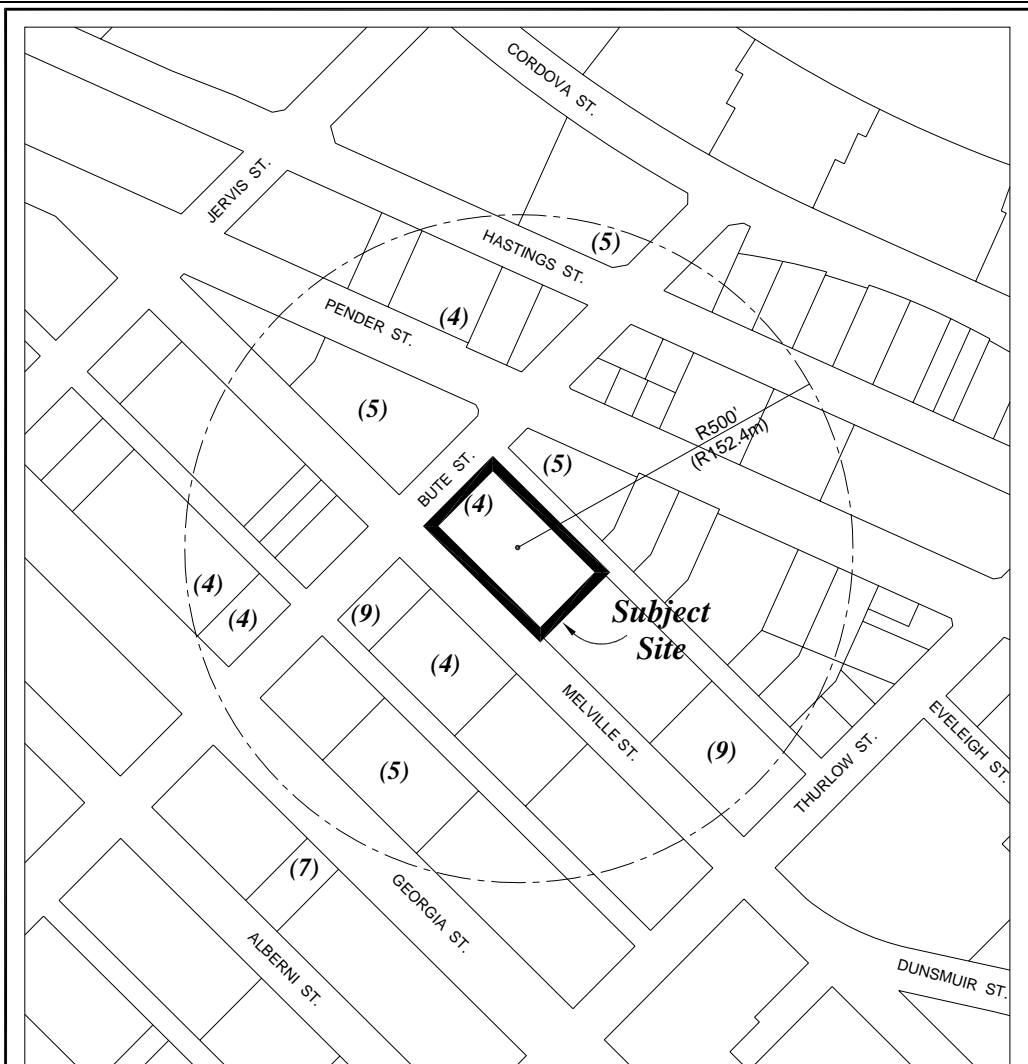 CORDOVA ST.
JERVIS ST.
(5)
HASTINGS ST.
PENDER ST.
(4)
(5)
R500'
(R152.4m)
BUTE ST.
(5)
(4)
(4)
(4)
(9)
Subject
Site
(4)
MELVILLE ST.
(9)
EVELEIGH ST.
THURLOW ST.
(5)
(7)
GEORGIA ST.
ALBERNI ST.
DUNSMUIR ST.